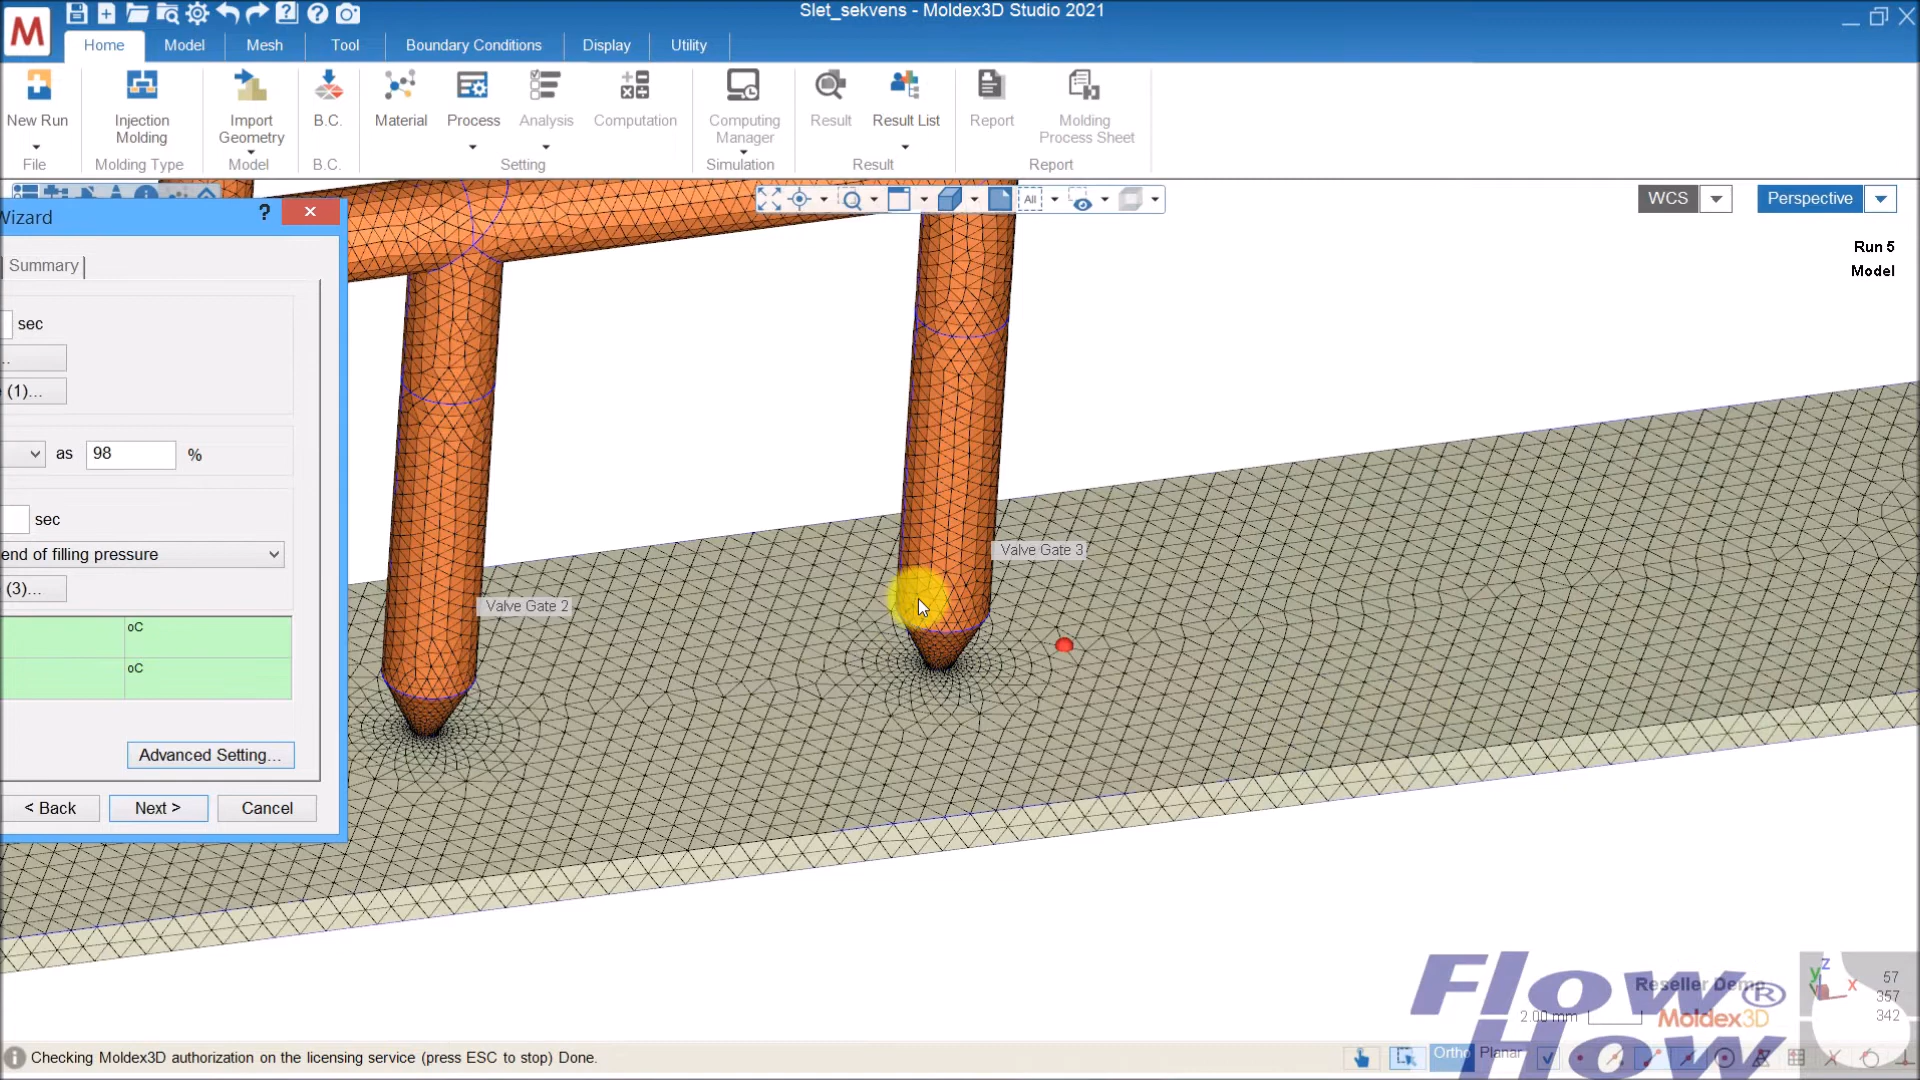 Slet_sekvens - Moldex3D Studio 2021
M
Home Model Mesh Tool Boundary Conditions Display Utility
New Run
Injection Molding
Import Geometry
B.C.
Material
Process
Analysis
Computation
Computing Manager
Result
Result List
Report
Molding Process Sheet
File Molding Type Model B.C. Setting Simulation Result Report
Wizard ?
Summary
sec
... 
(1)...
as 98 %
sec
end of filling pressure
(3)...
oC
oC
Advanced Setting...
< Back Next > Cancel
All
WCS Perspective
Run 5
Model
Valve Gate 3
Valve Gate 2
Flow®
How
Reseller Demo
Moldex3D
2.00 mm
z
y
x
57
357
342
Checking Moldex3D authorization on the licensing service (press ESC to stop) Done.
Ortho Planar